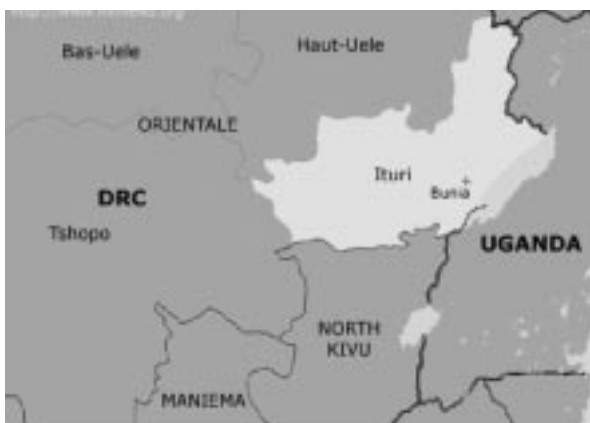 Bas-Uele
Haut-Uele
ORIENTALE
Ituri
Bunia
DRC
Tshopo
UGANDA
NORTH
KIVU
MANIEMA